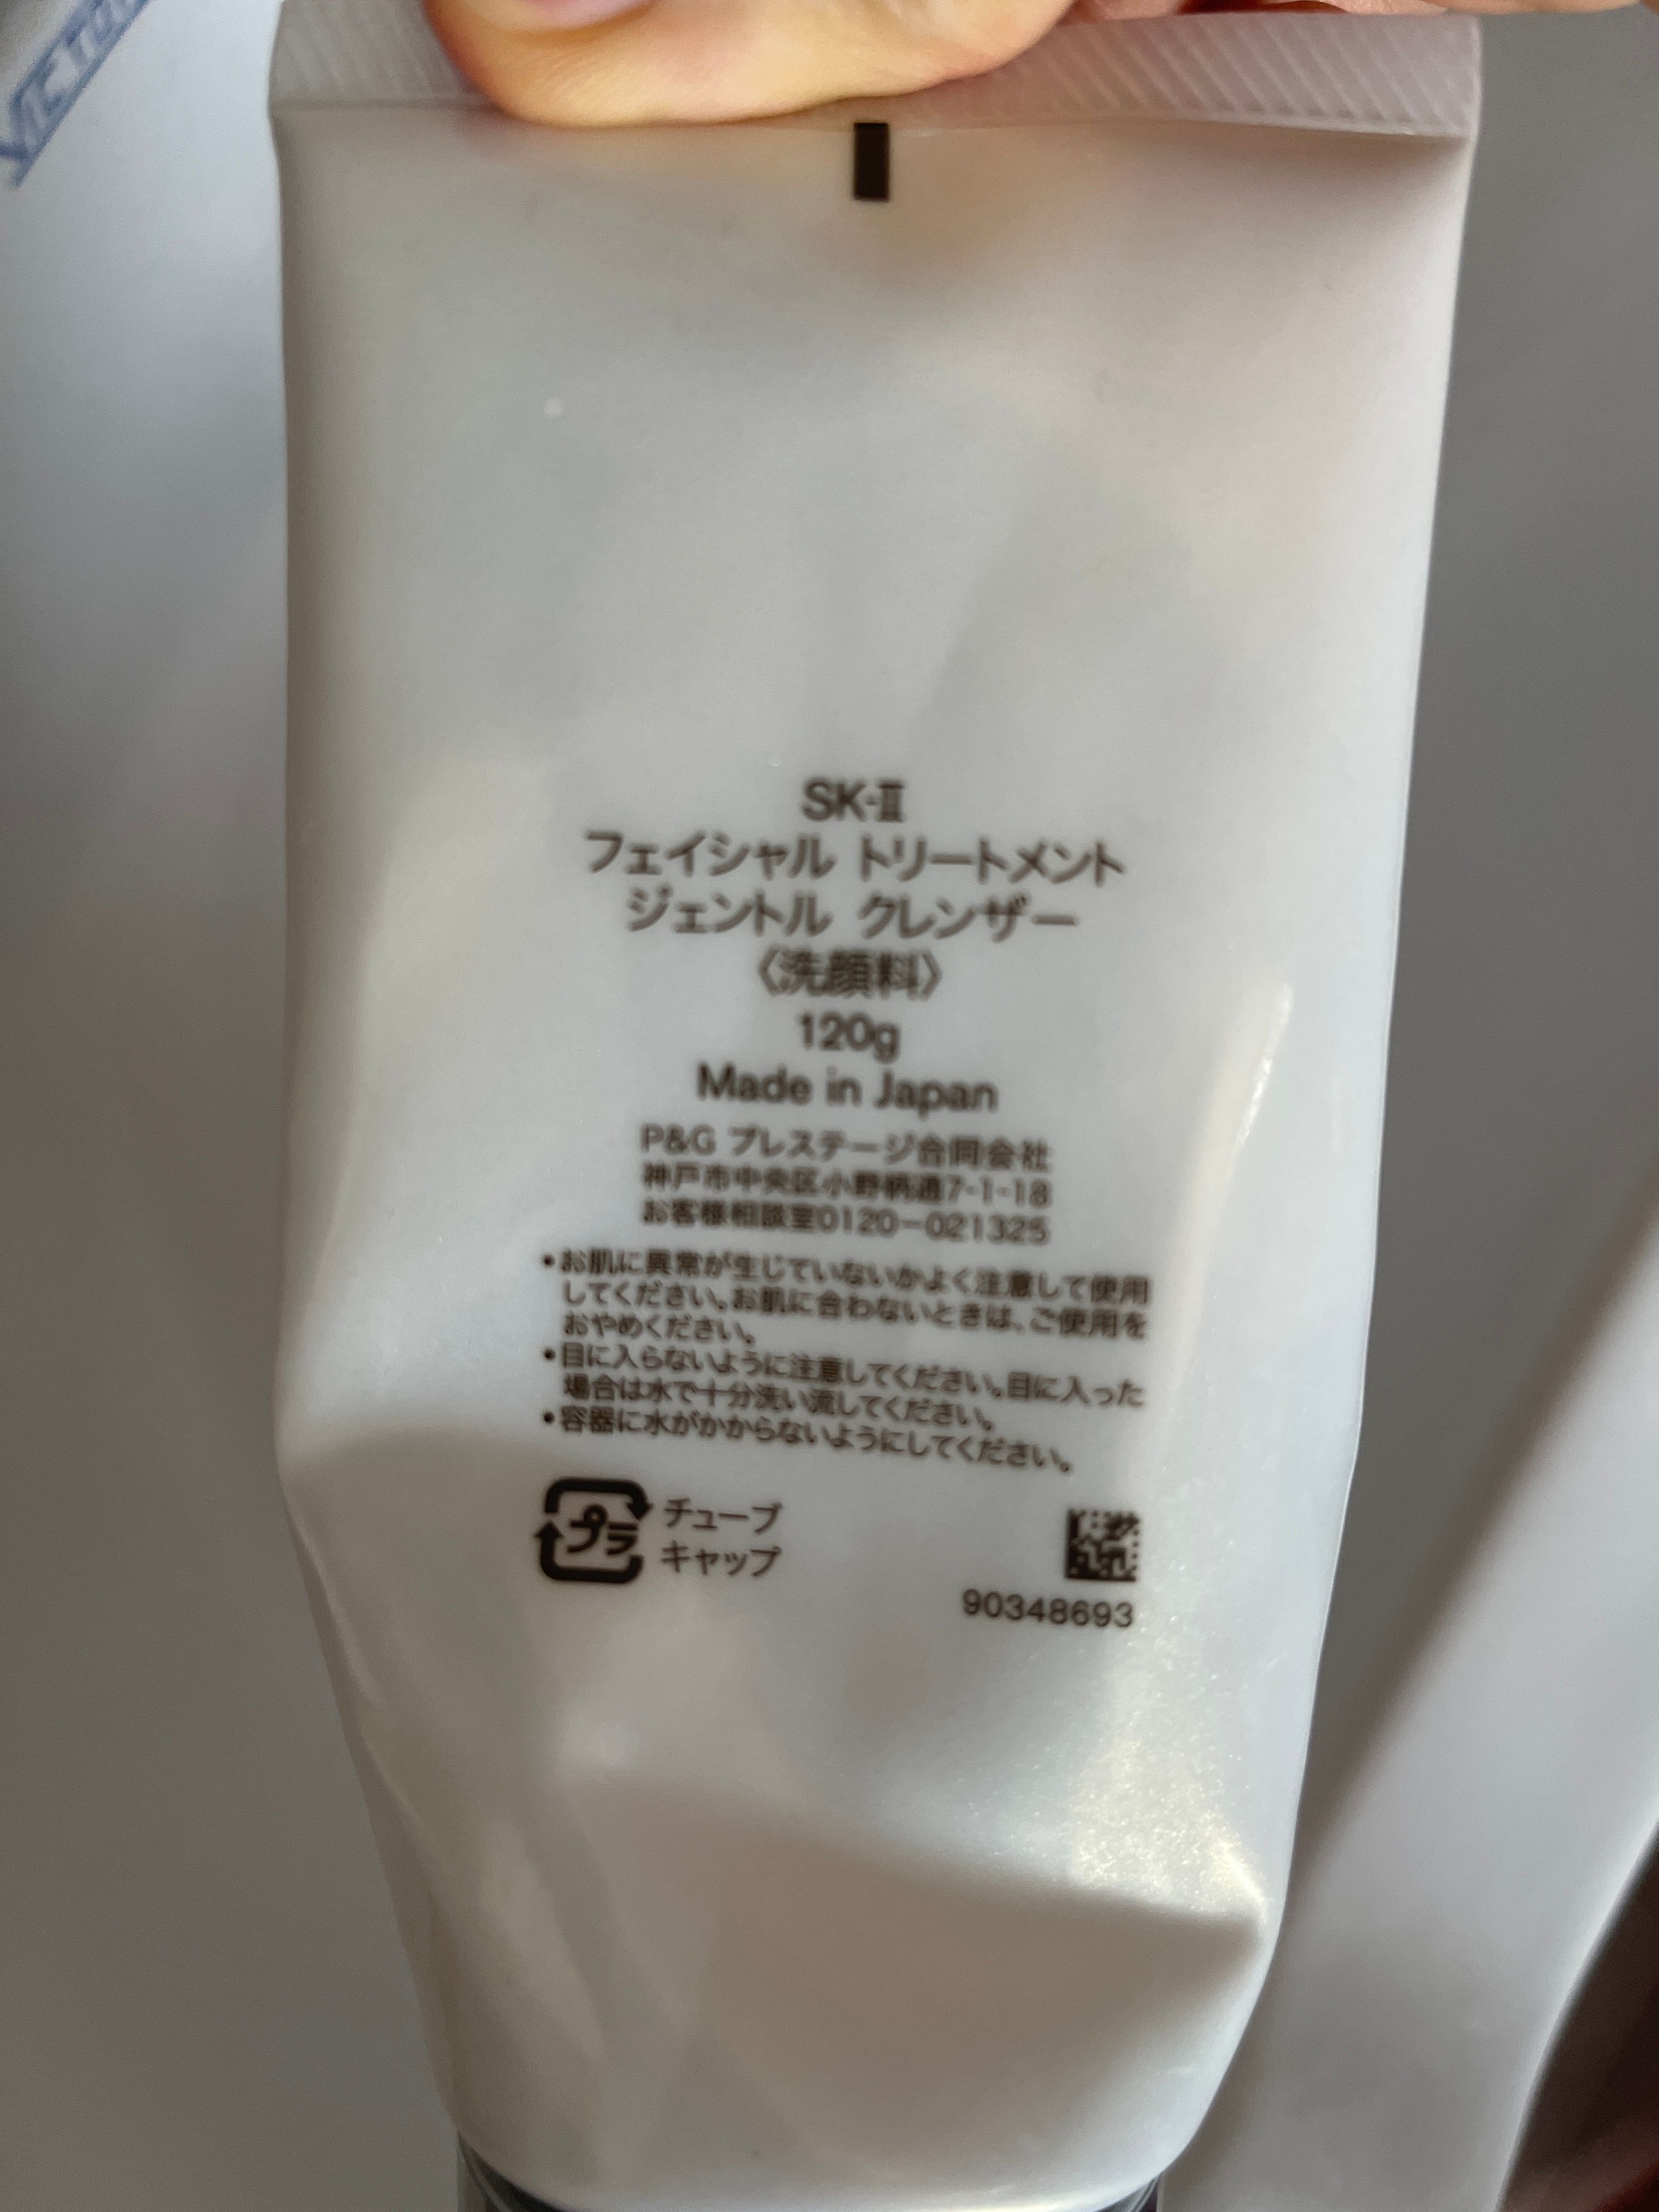 SK-Ⅱ
フェイシャル トリートメント
ジェントル クレンザー
〈洗顔料〉
120g
Made in Japan
P&G プレステージ合同会社
神戸市中央区小野柄通7-1-18
お客様相談室0120-021325
•お肌に異常が生じていないかよく注意して使用
してください。お肌に合わないときは、ご使用を
おやめください。
•目に入らないように注意してください。目に入った
場合は水で十分洗い流してください。
•容器に水がかからないようにしてください。
プラ チューブ
キャップ
90348693